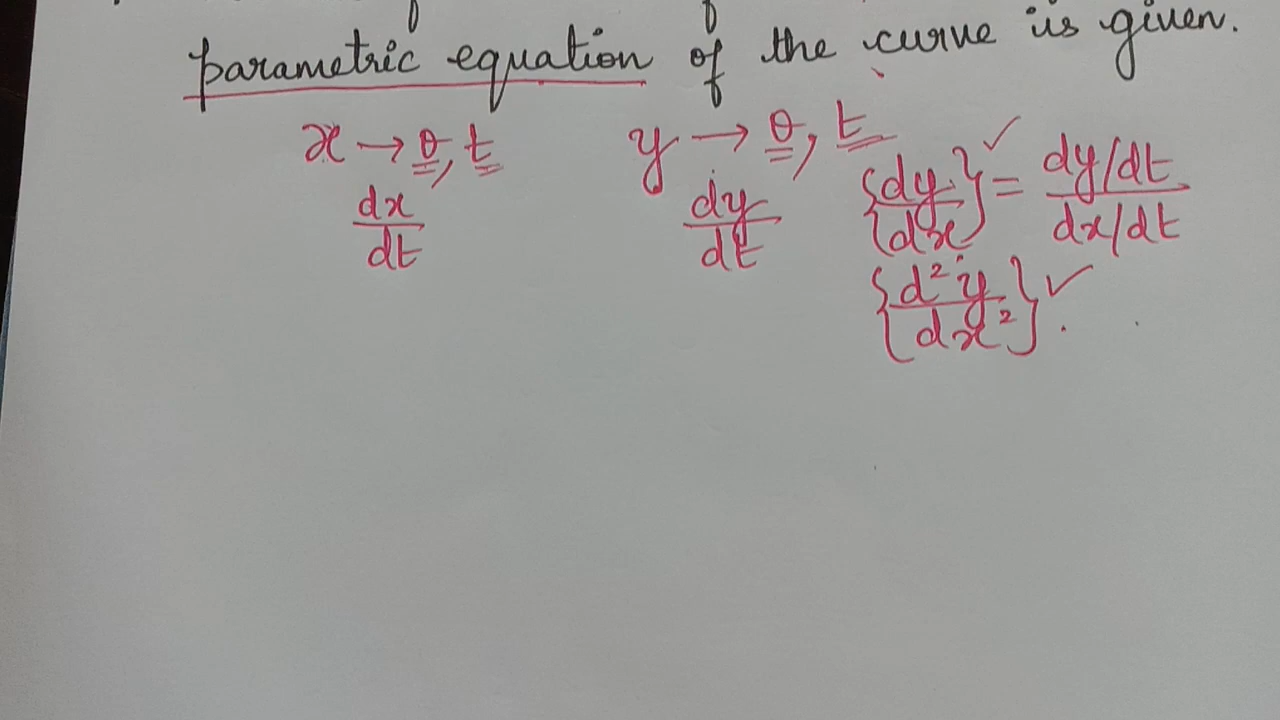 parametric equation of the curve is given.
x → θ, t y → θ, t
dx/dt dy/dt {dy/dx} ✓ = (dy/dt)/(dx/dt)
{d²y/dx²} ✓.